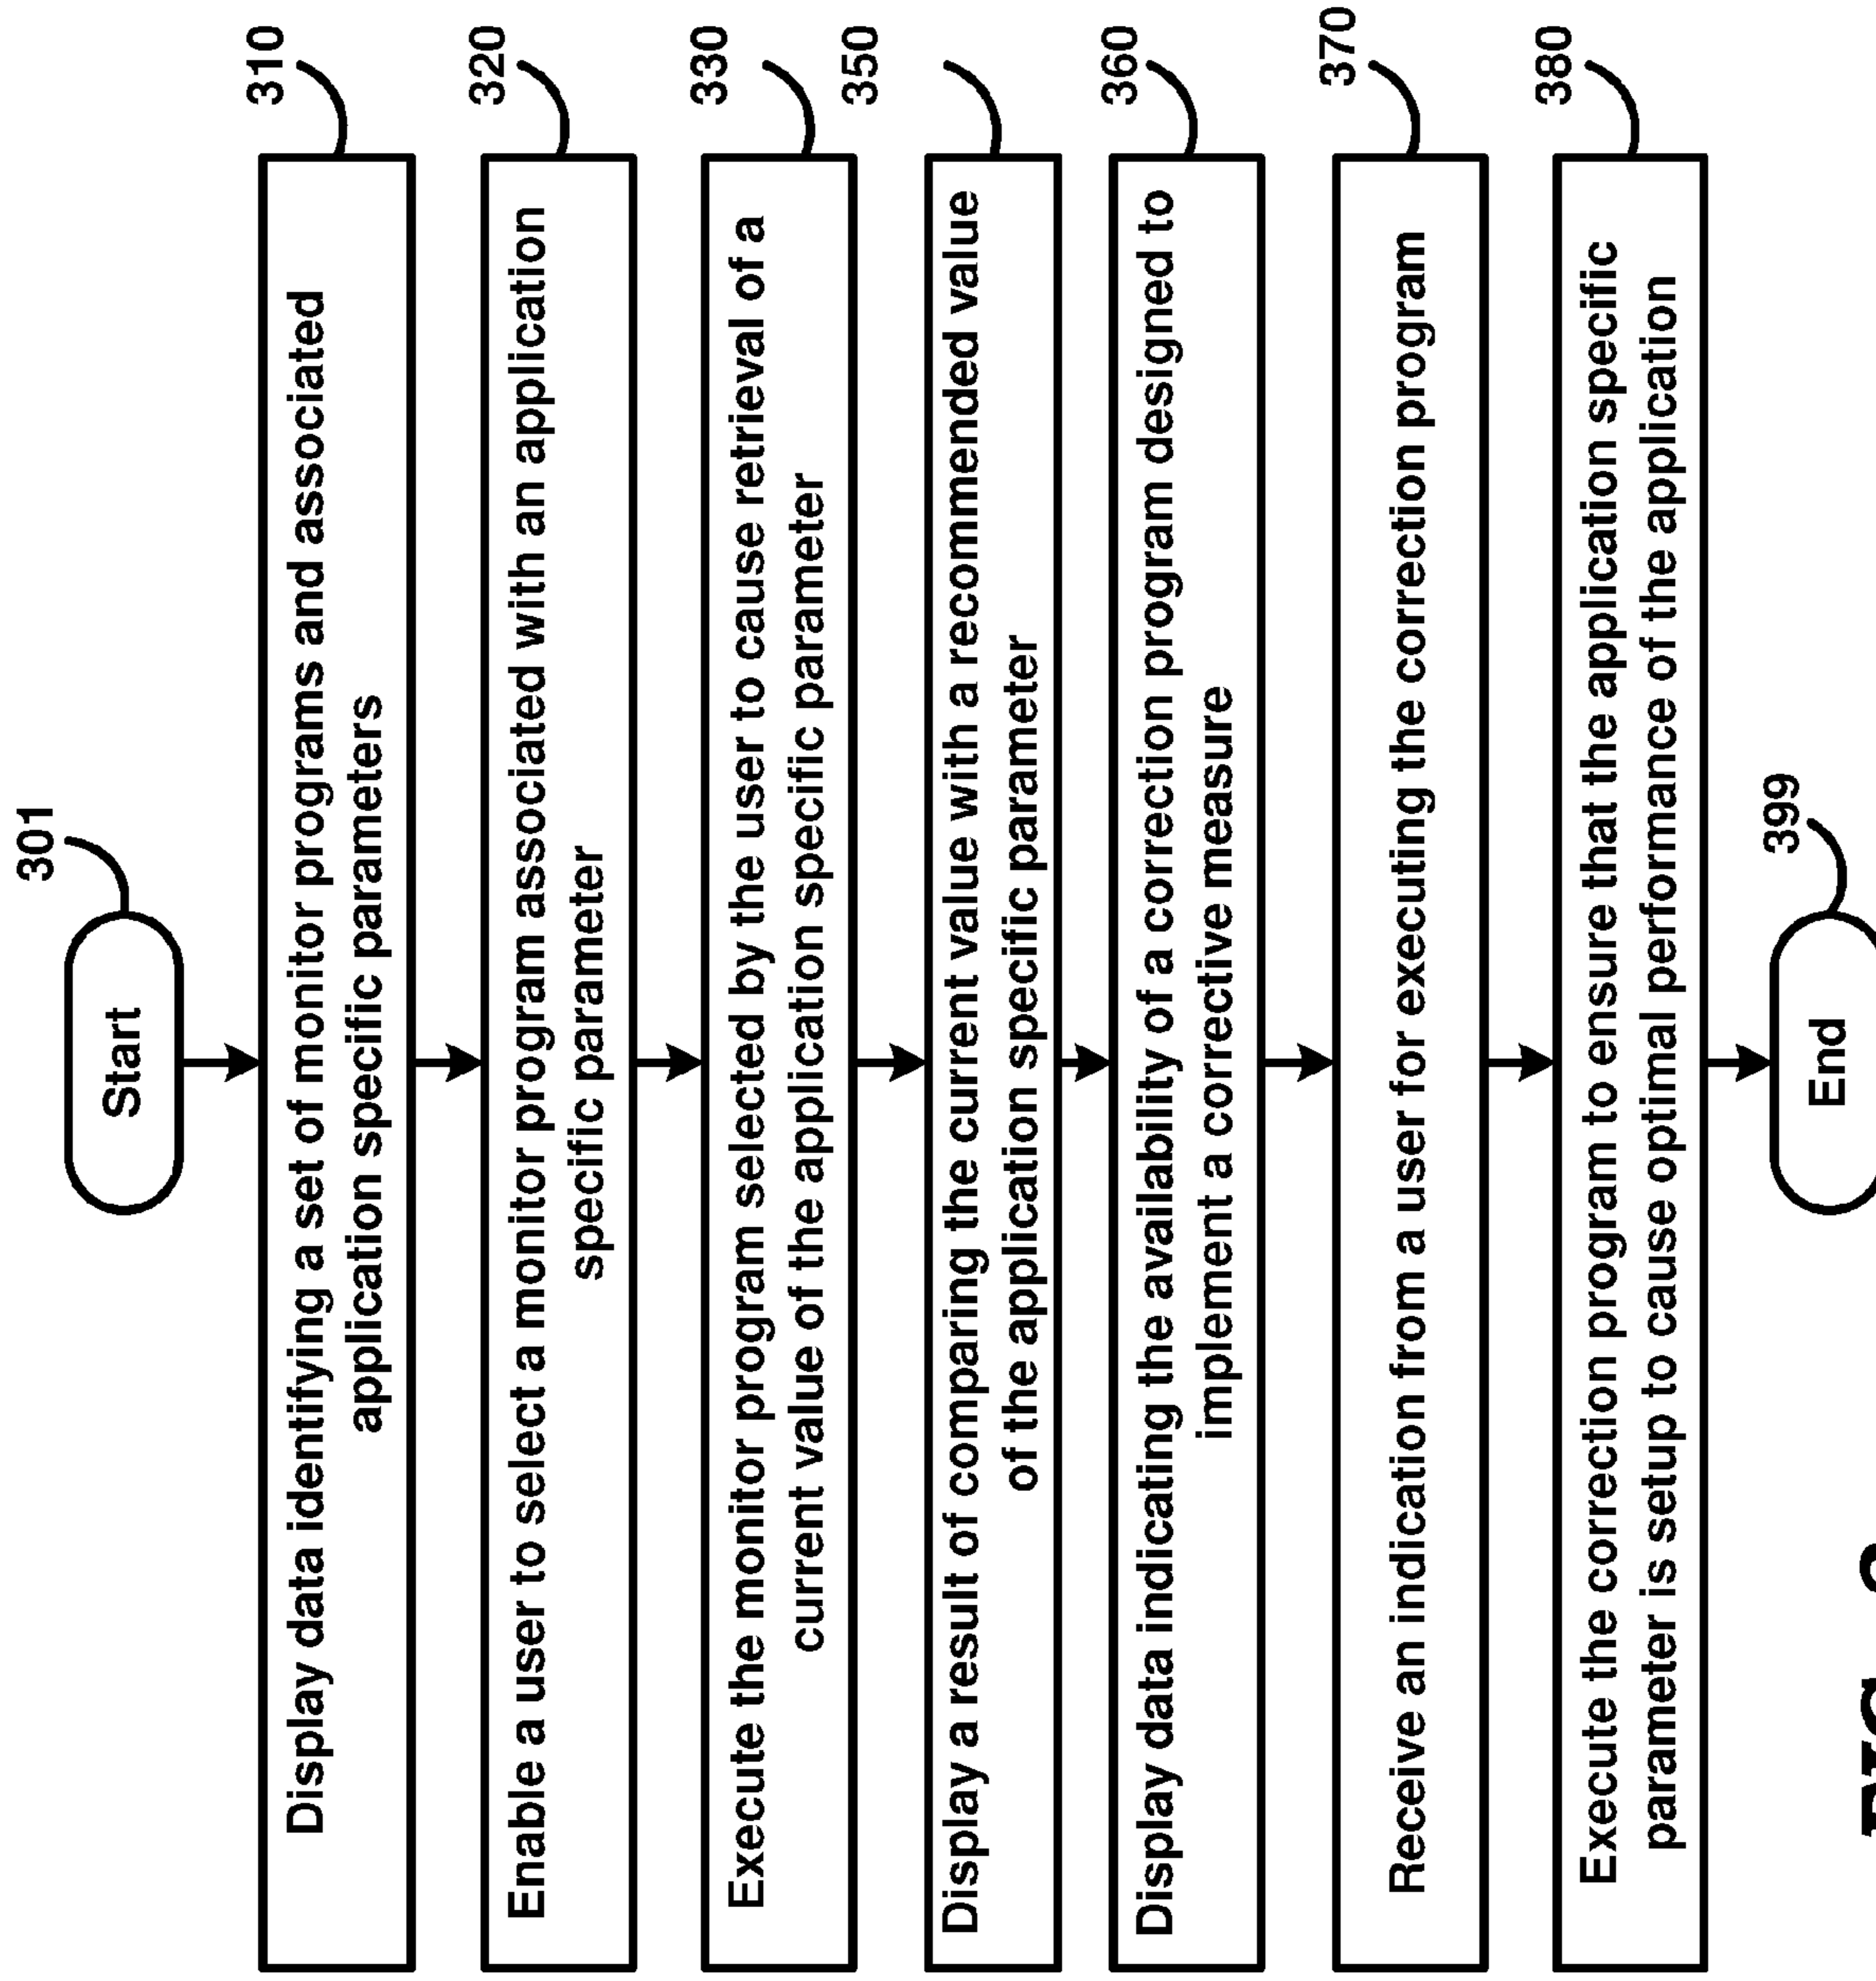 301
Start
310
Display data identifying a set of monitor programs and associated
application specific parameters
320
Enable a user to select a monitor program associated with an application
specific parameter
330
Execute the monitor program selected by the user to cause retrieval of a
current value of the application specific parameter
350
Display a result of comparing the current value with a recommended value
of the application specific parameter
360
Display data indicating the availability of a correction program designed to
implement a corrective measure
370
Receive an indication from a user for executing the correction program
380
Execute the correction program to ensure that the application specific
parameter is setup to cause optimal performance of the application
399
End